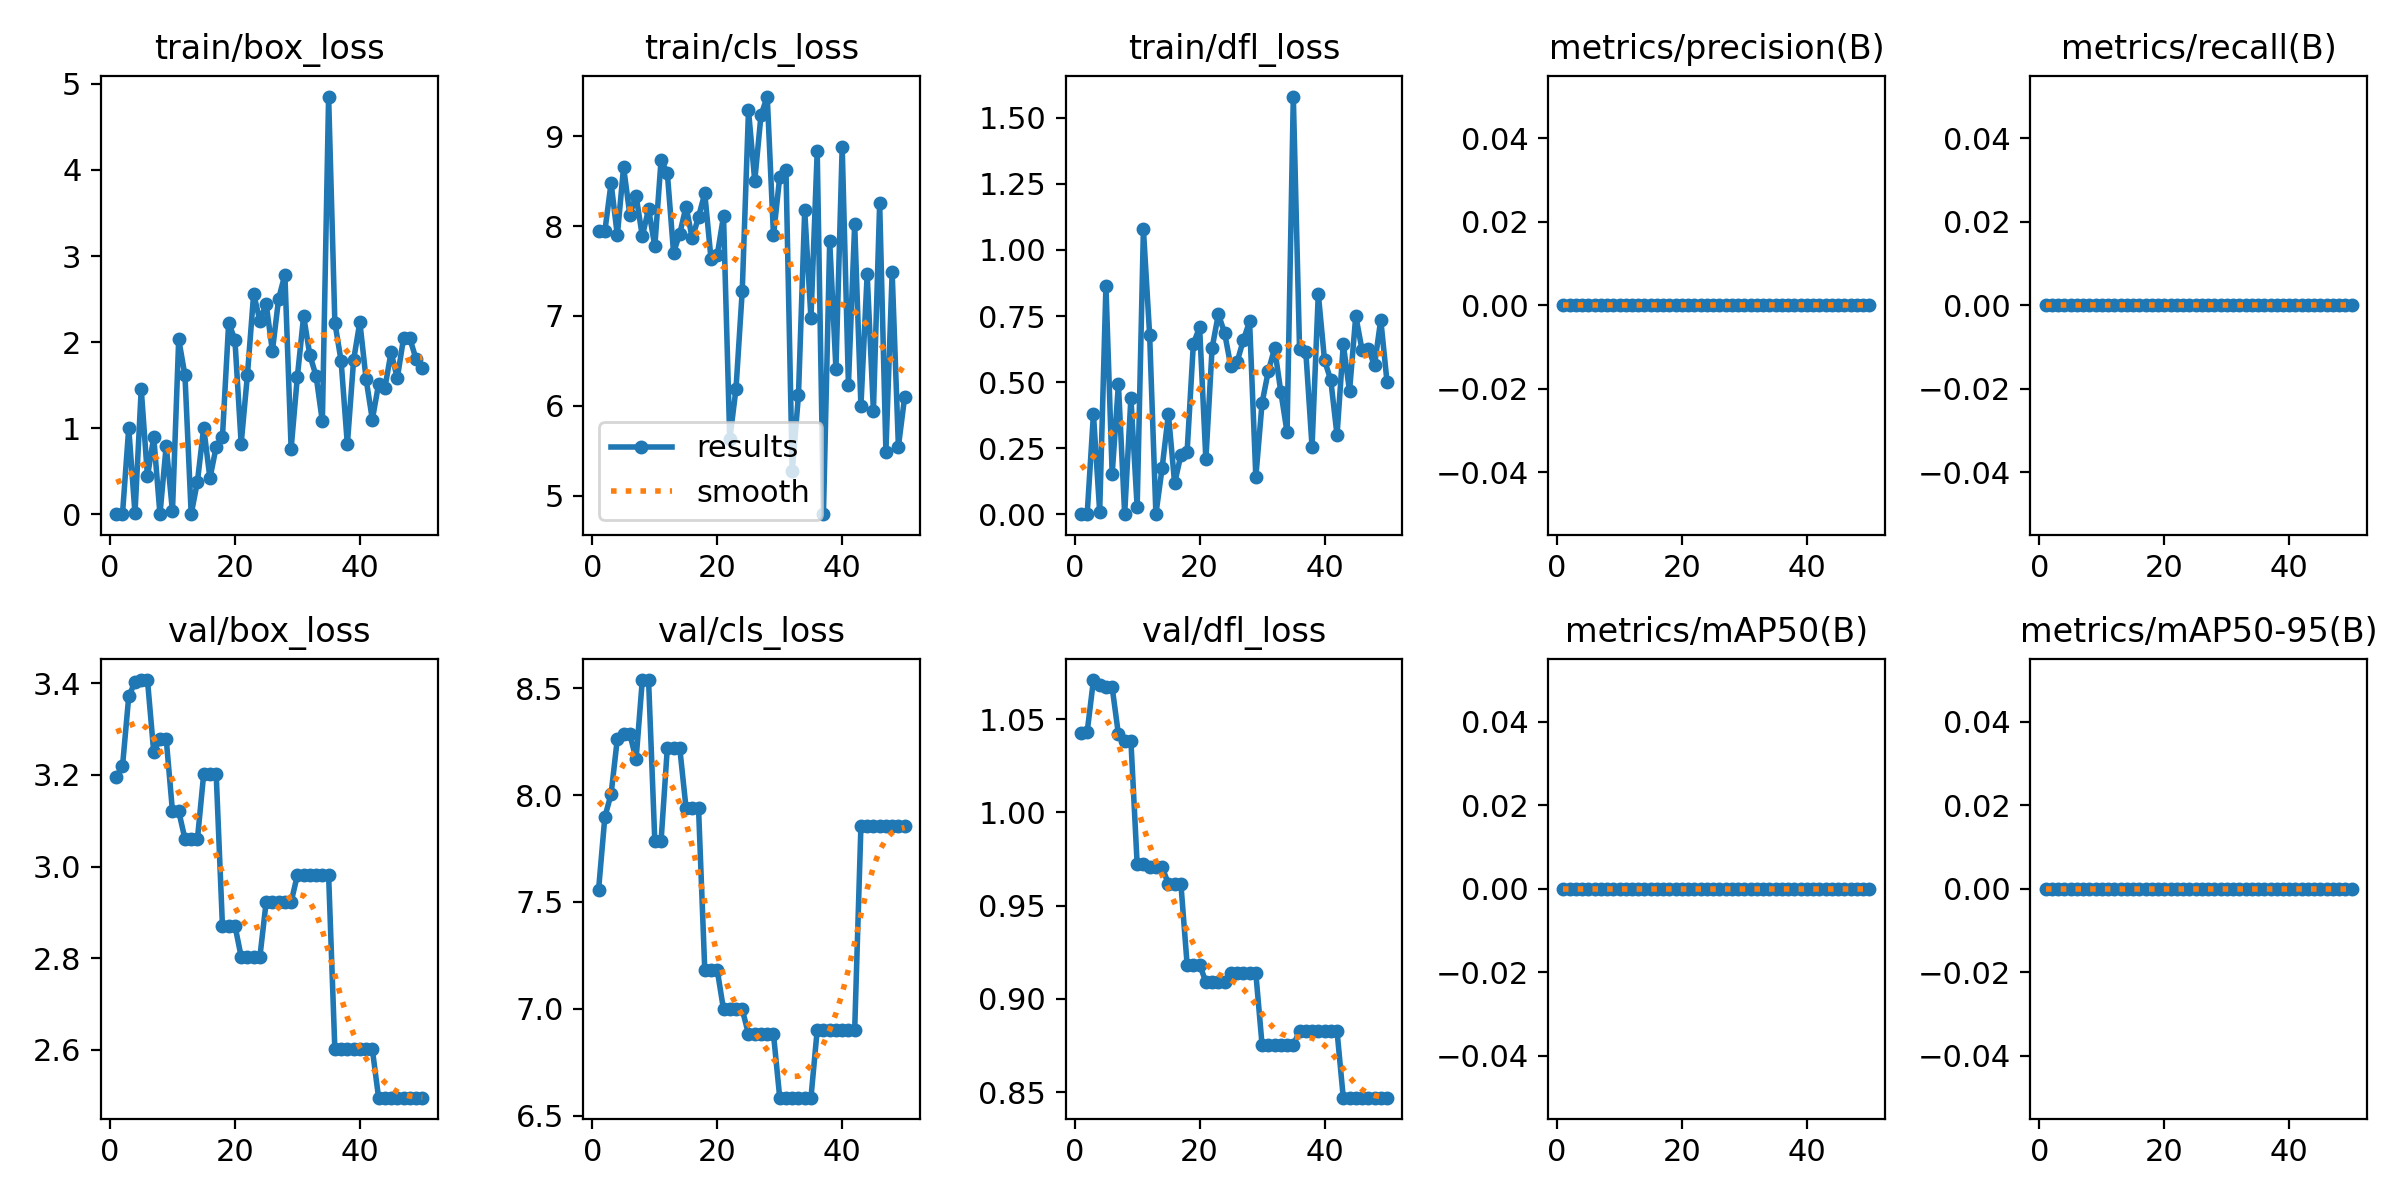 train/box_loss
train/cls_loss
train/dfl_loss
metrics/precision(B)
metrics/recall(B)
5
4
3
2
1
0
0 20 40
9
8
7
6
5
results
smooth
0 20 40
1.50
1.25
1.00
0.75
0.50
0.25
0.00
0 20 40
0.04
0.02
0.00
−0.02
−0.04
0 20 40
0.04
0.02
0.00
−0.02
−0.04
0 20 40
val/box_loss
val/cls_loss
val/dfl_loss
metrics/mAP50(B)
metrics/mAP50-95(B)
3.4
3.2
3.0
2.8
2.6
0 20 40
8.5
8.0
7.5
7.0
6.5
0 20 40
1.05
1.00
0.95
0.90
0.85
0 20 40
0.04
0.02
0.00
−0.02
−0.04
0 20 40
0.04
0.02
0.00
−0.02
−0.04
0 20 40